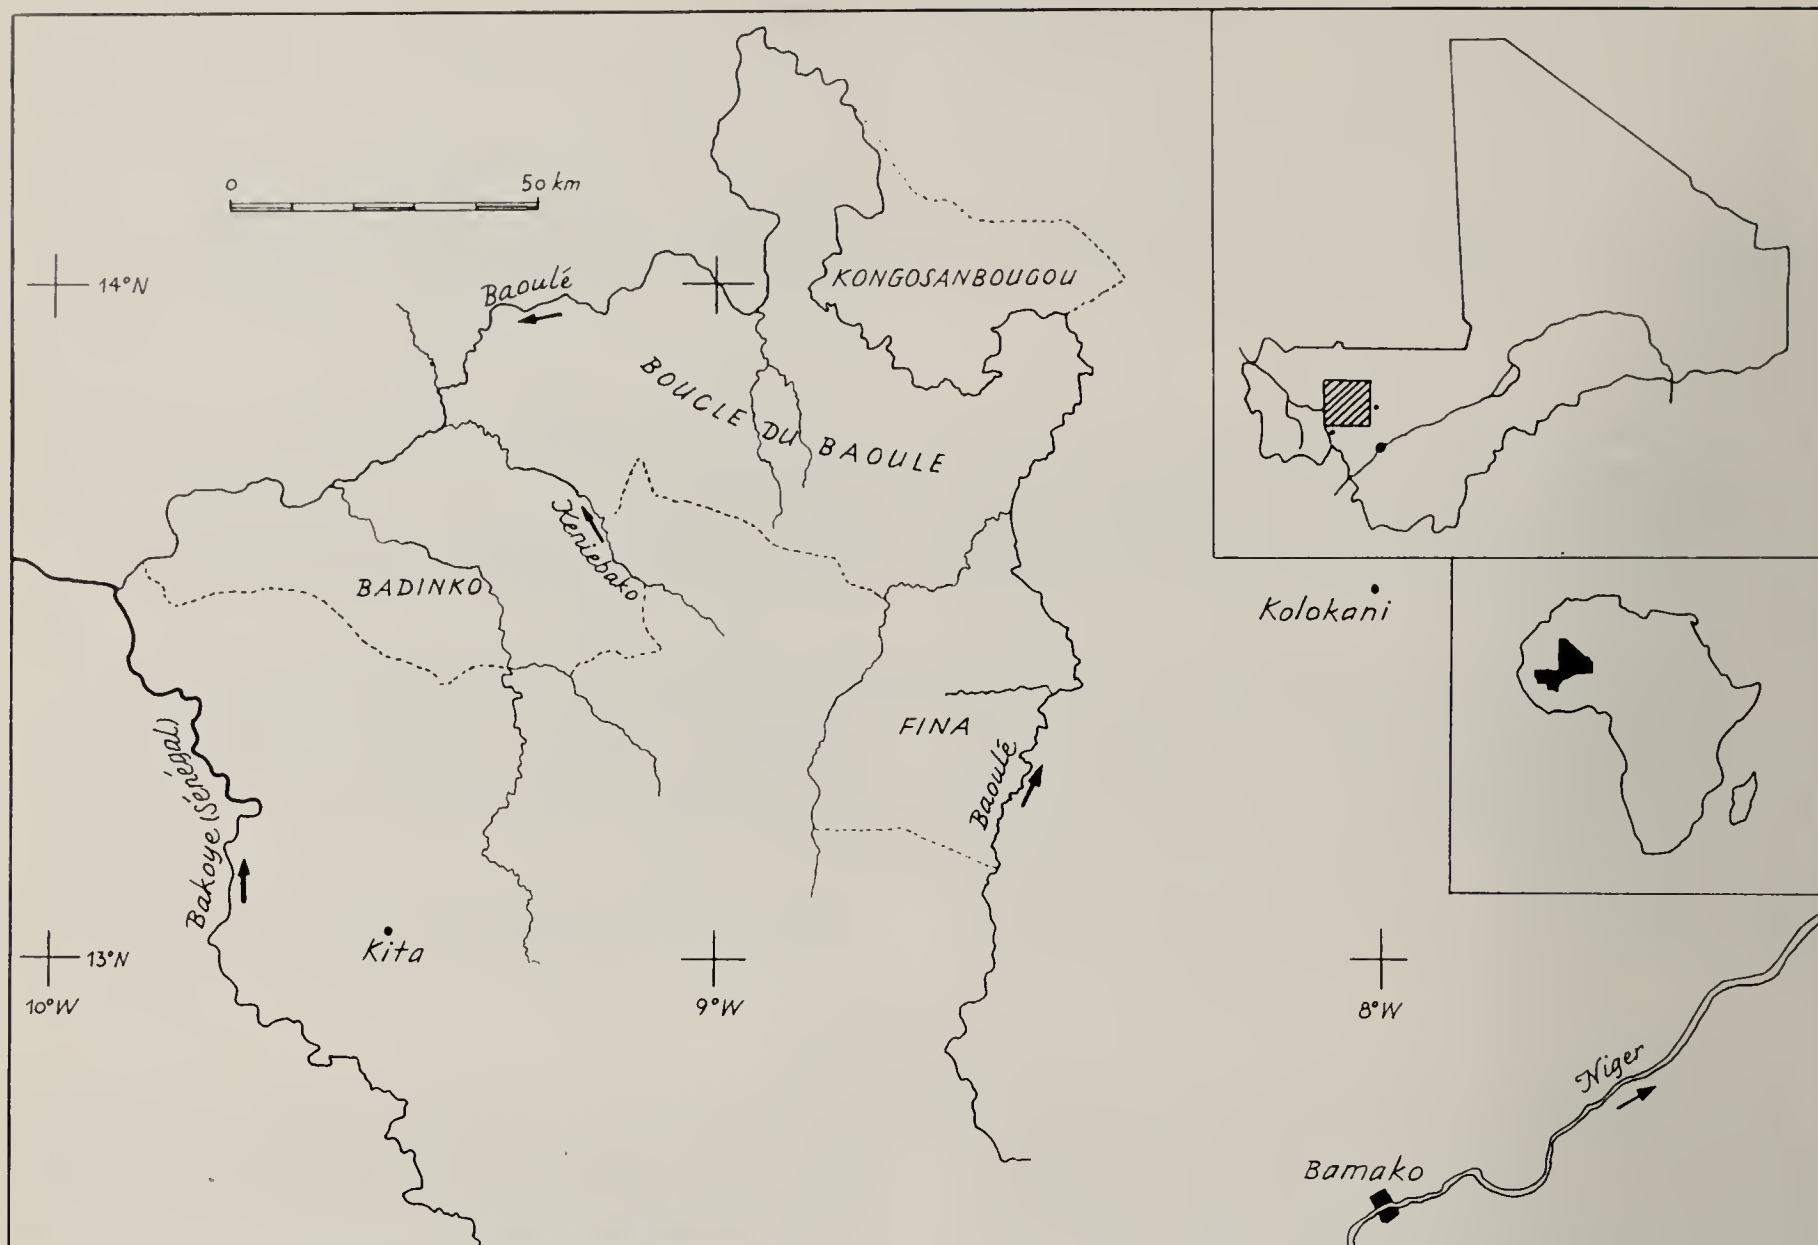 0 50 km
14°N
Baoulé
KONGOSANBOUGOU
BOUCLE DU BAOULE
Keniebako
BADINKO
Kolokani
FINA
Baoulé
Bakoye (Sénégal)
Kita
13°N
10°W
9°W
8°W
Niger
Bamako